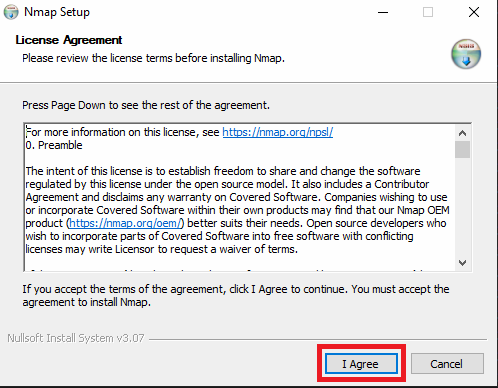 Nmap Setup
License Agreement
Please review the license terms before installing Nmap.
Press Page Down to see the rest of the agreement.
For more information on this license, see https://nmap.org/npsl/
0. Preamble
The intent of this license is to establish freedom to share and change the software
regulated by this license under the open source model. It also includes a Contributor
Agreement and disclaims any warranty on Covered Software. Companies wishing to use
or incorporate Covered Software within their own products may find that our Nmap OEM
product (https://nmap.org/oem/) better suits their needs. Open source developers who
wish to incorporate parts of Covered Software into free software with conflicting
licenses may write Licensor to request a waiver of terms.
If you accept the terms of the agreement, click I Agree to continue. You must accept the
agreement to install Nmap.
Nullsoft Install System v3.07
I Agree
Cancel